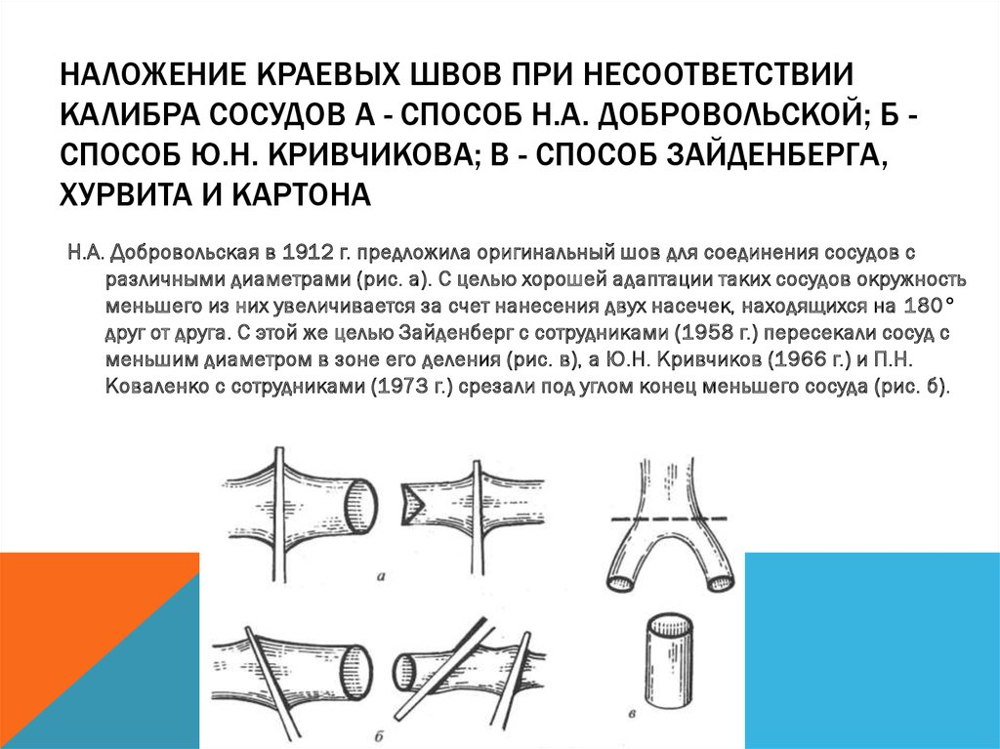 НАЛОЖЕНИЕ КРАЕВЫХ ШВОВ ПРИ НЕСООТВЕТСТВИИ
КАЛИБРА СОСУДОВ А - СПОСОБ Н.А. ДОБРОВОЛЬСКОЙ; Б -
СПОСОБ Ю.Н. КРИВЧИКОВА; В - СПОСОБ ЗАЙДЕНБЕРГА,
ХУРВИТА И КАРТОНА
Н.А. Добровольская в 1912 г. предложила оригинальный шов для соединения сосудов с
различными диаметрами (рис. а). С целью хорошей адаптации таких сосудов окружность
меньшего из них увеличивается за счет нанесения двух насечек, находящихся на 180°
друг от друга. С этой же целью Зайденберг с сотрудниками (1958 г.) пересекали сосуд с
меньшим диаметром в зоне его деления (рис. в), а Ю.Н. Кривчиков (1966 г.) и П.Н.
Коваленко с сотрудниками (1973 г.) срезали под углом конец меньшего сосуда (рис. б).
а
б
в